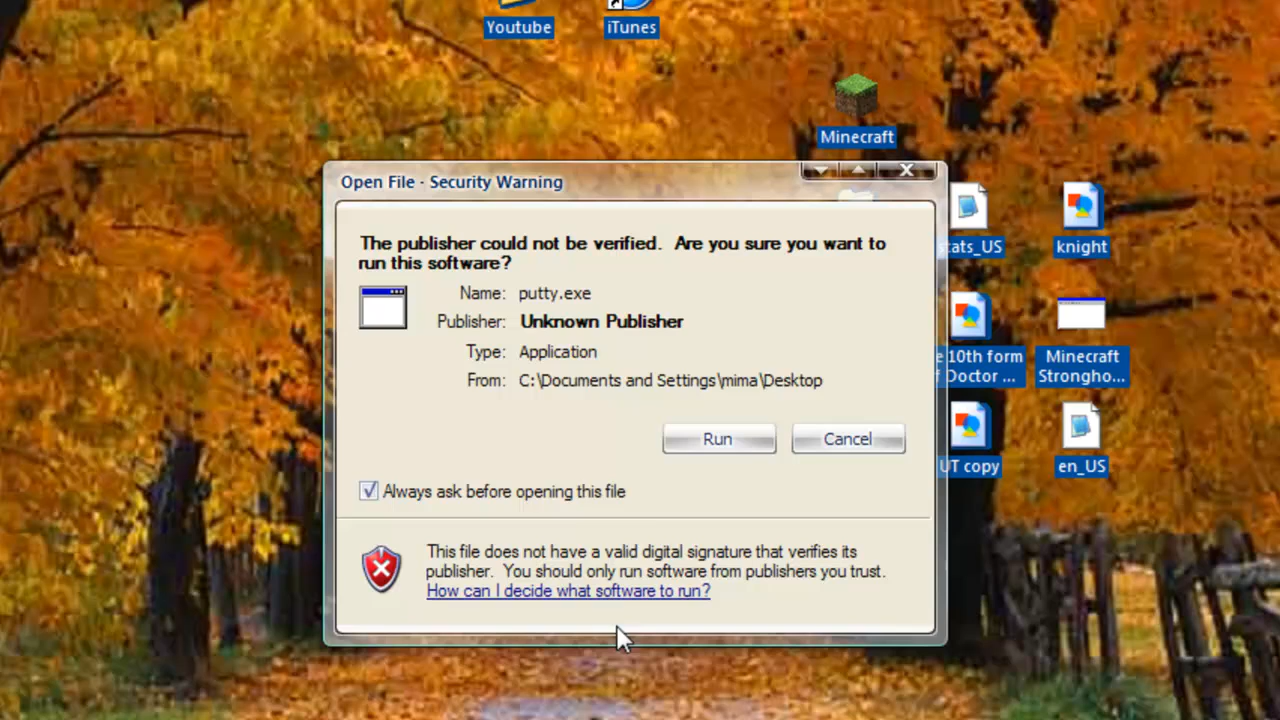 Youtube
iTunes
Minecraft
Open File - Security Warning
The publisher could not be verified. Are you sure you want to
run this software?
Name: putty.exe
Publisher: Unknown Publisher
Type: Application
From: C:\Documents and Settings\mima\Desktop
Run
Cancel
Always ask before opening this file
This file does not have a valid digital signature that verifies its
publisher. You should only run software from publishers you trust.
How can I decide what software to run?
tats_US
knight
e 10th form
f Doctor ...
Minecraft
Strongho...
UT copy
en_US